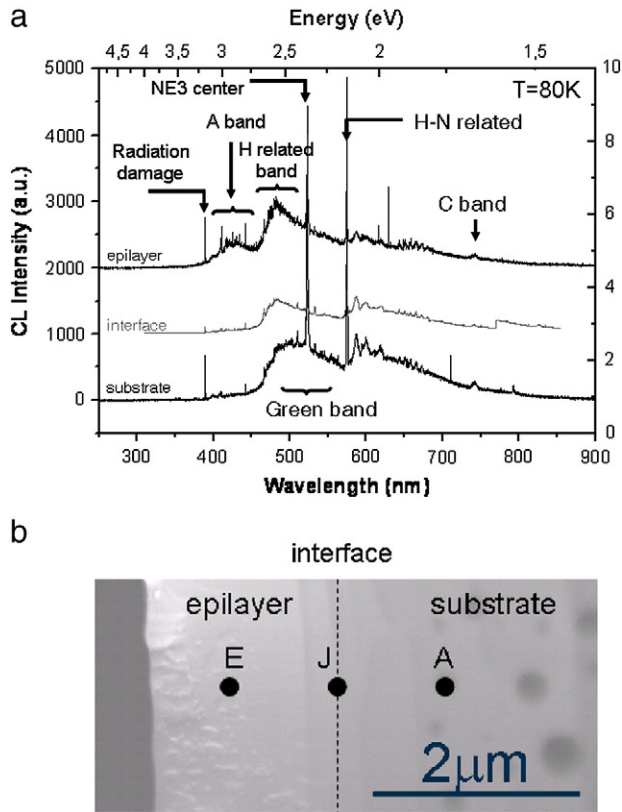 a
Energy (eV)
4,5 4 3,5 3 2,5 2 1,5
5000 10
NE3 center T=80K
4000 A band 8
H related H-N related
Radiation band
damage
3000 C band 6
epilayer
2000 4
interface
1000 2
substrate
0 Green band 0
300 400 500 600 700 800 900
CL Intensity (a.u.)
Wavelength (nm)
b
interface
epilayer substrate
E J A
2μm